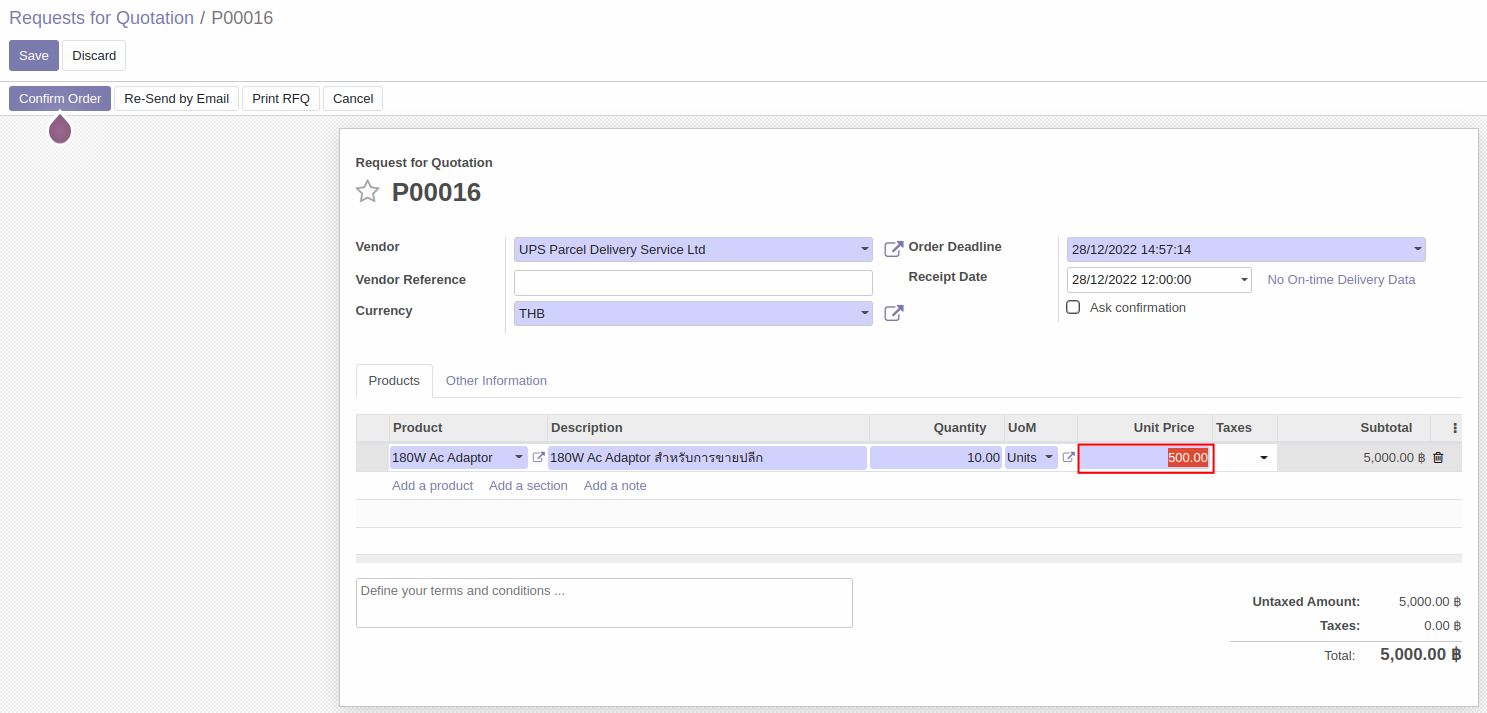 Requests for Quotation / P00016
Save Discard
Confirm Order Re-Send by Email Print RFQ Cancel
Request for Quotation
P00016
Vendor UPS Parcel Delivery Service Ltd Order Deadline 28/12/2022 14:57:14
Vendor Reference Receipt Date 28/12/2022 12:00:00 No On-time Delivery Data
Currency THB Ask confirmation
Products Other Information
Product Description Quantity UoM Unit Price Taxes Subtotal
180W Ac Adaptor 180W Ac Adaptor สำหรับการขายปลีก 10.00 Units 500.00 5,000.00 ฿
Add a product Add a section Add a note
Define your terms and conditions ...
Untaxed Amount: 5,000.00 ฿
Taxes: 0.00 ฿
Total: 5,000.00 ฿